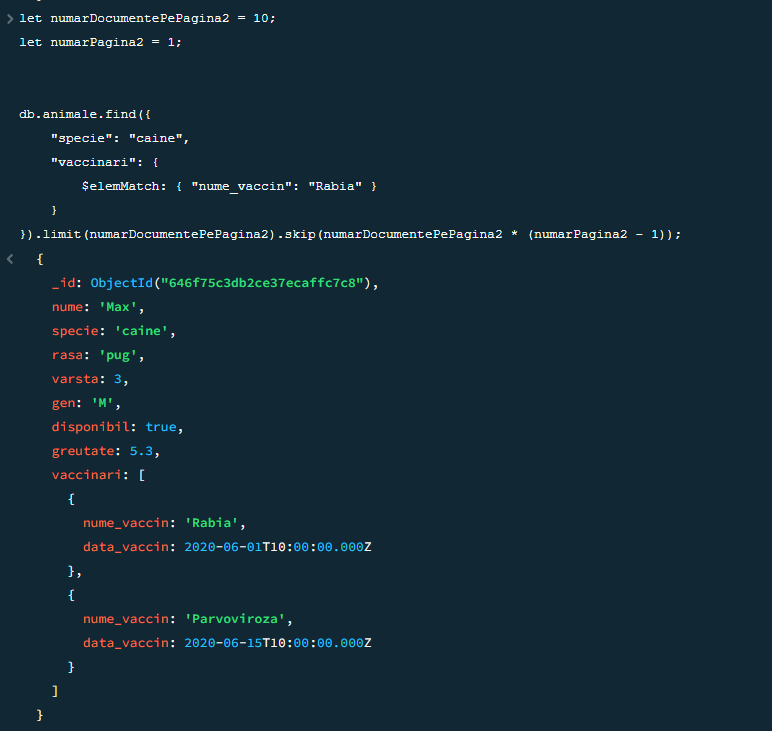 let numarDocumentePePagina2 = 10;
let numarPagina2 = 1;
db.animale.find({
    "specie": "caine",
    "vaccinari": {
        $elemMatch: { "nume_vaccin": "Rabia" }
    }
}).limit(numarDocumentePePagina2).skip(numarDocumentePePagina2 * (numarPagina2 - 1));
{
  _id: ObjectId("646f75c3db2ce37ecaffc7c8"),
  nume: 'Max',
  specie: 'caine',
  rasa: 'pug',
  varsta: 3,
  gen: 'M',
  disponibil: true,
  greutate: 5.3,
  vaccinari: [
    {
      nume_vaccin: 'Rabia',
      data_vaccin: 2020-06-01T10:00:00.000Z
    },
    {
      nume_vaccin: 'Parvoviroza',
      data_vaccin: 2020-06-15T10:00:00.000Z
    }
  ]
}